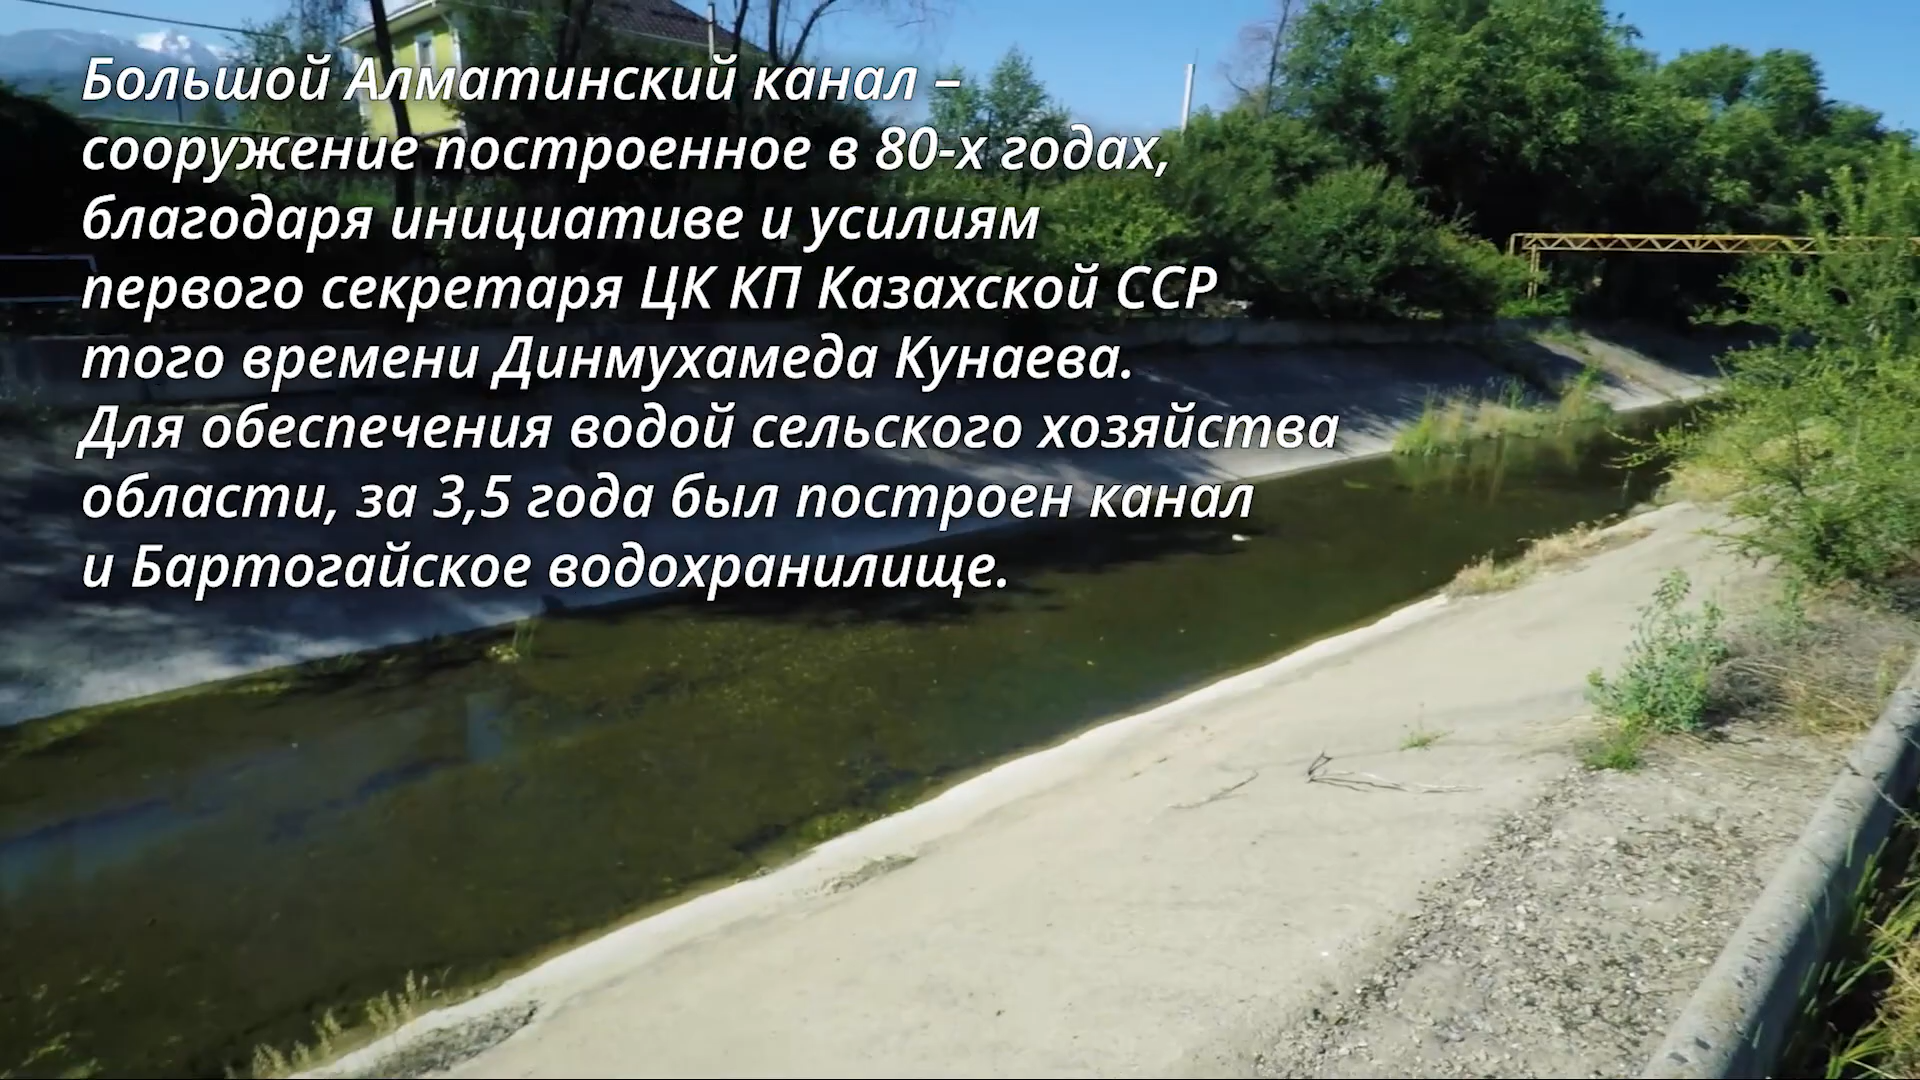 Большой Алматинский канал –
сооружение построенное в 80-х годах,
благодаря инициативе и усилиям
первого секретаря ЦК КП Казахской ССР
того времени Динмухамеда Кунаева.
Для обеспечения водой сельского хозяйства
области, за 3,5 года был построен канал
и Бартогайское водохранилище.